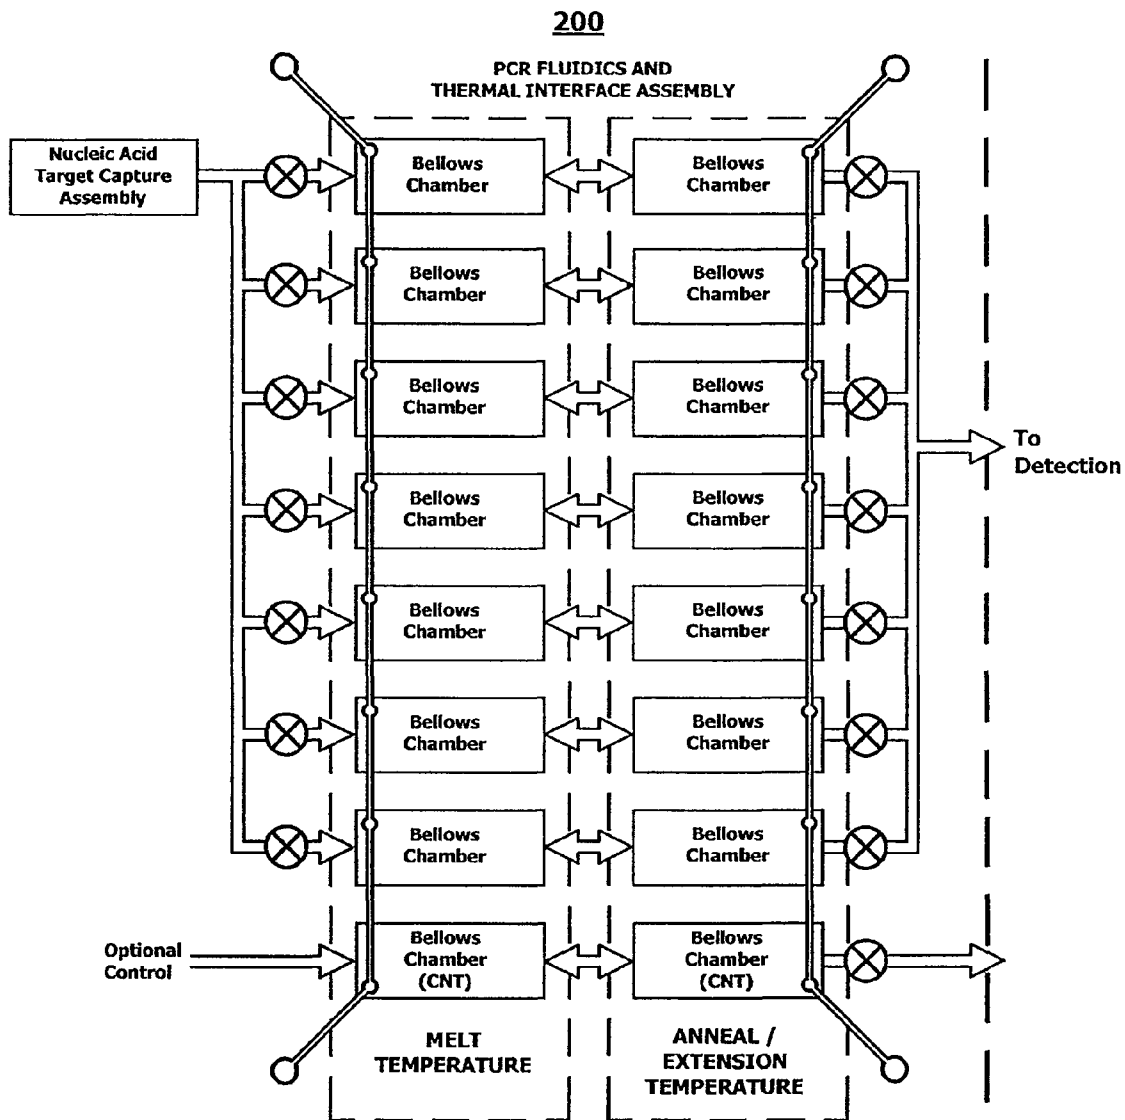 200
PCR FLUIDICS AND
THERMAL INTERFACE ASSEMBLY
Nucleic Acid
Target Capture
Assembly
Bellows
Chamber
Bellows
Chamber
Bellows
Chamber
Bellows
Chamber
Bellows
Chamber
Bellows
Chamber
To
Detection
Bellows
Chamber
Bellows
Chamber
Bellows
Chamber
Bellows
Chamber
Bellows
Chamber
Bellows
Chamber
Bellows
Chamber
Bellows
Chamber
Optional
Control
Bellows
Chamber
(CNT)
Bellows
Chamber
(CNT)
MELT
TEMPERATURE
ANNEAL /
EXTENSION
TEMPERATURE